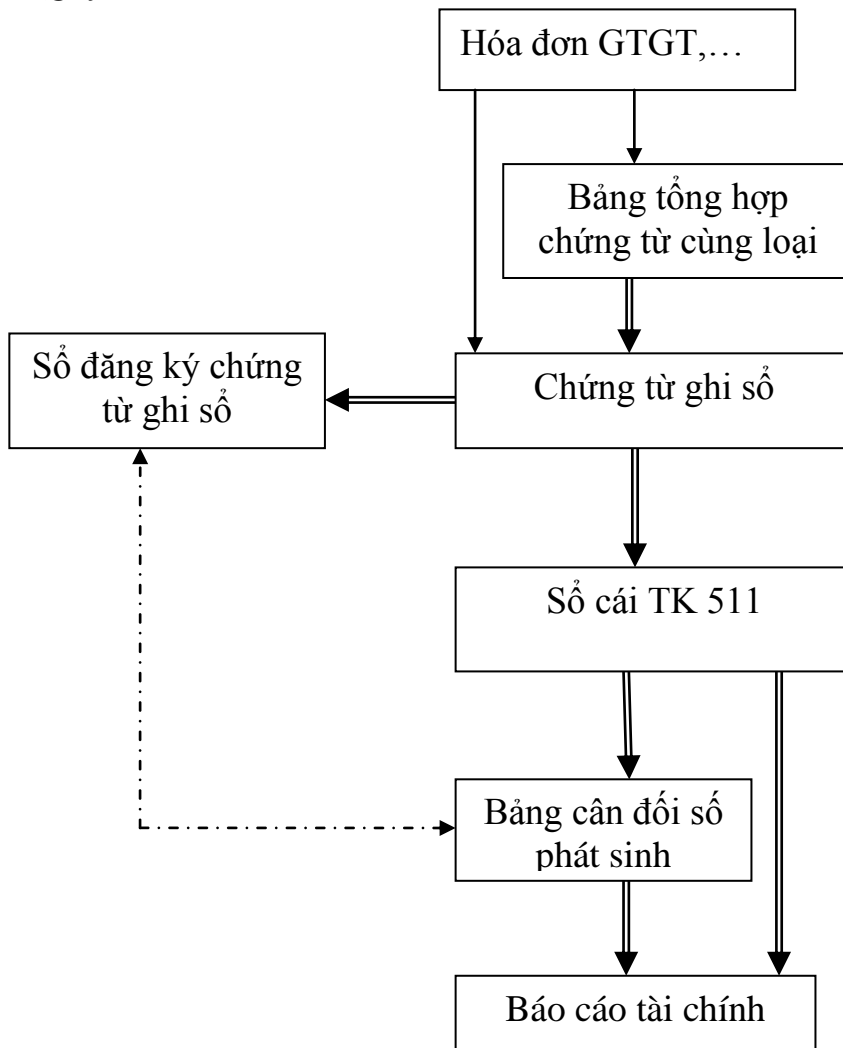 Hóa đơn GTGT,…
Bảng tổng hợp
chứng từ cùng loại
Sổ đăng ký chứng
từ ghi sổ
Chứng từ ghi sổ
Sổ cái TK 511
Bảng cân đối số
phát sinh
Báo cáo tài chính